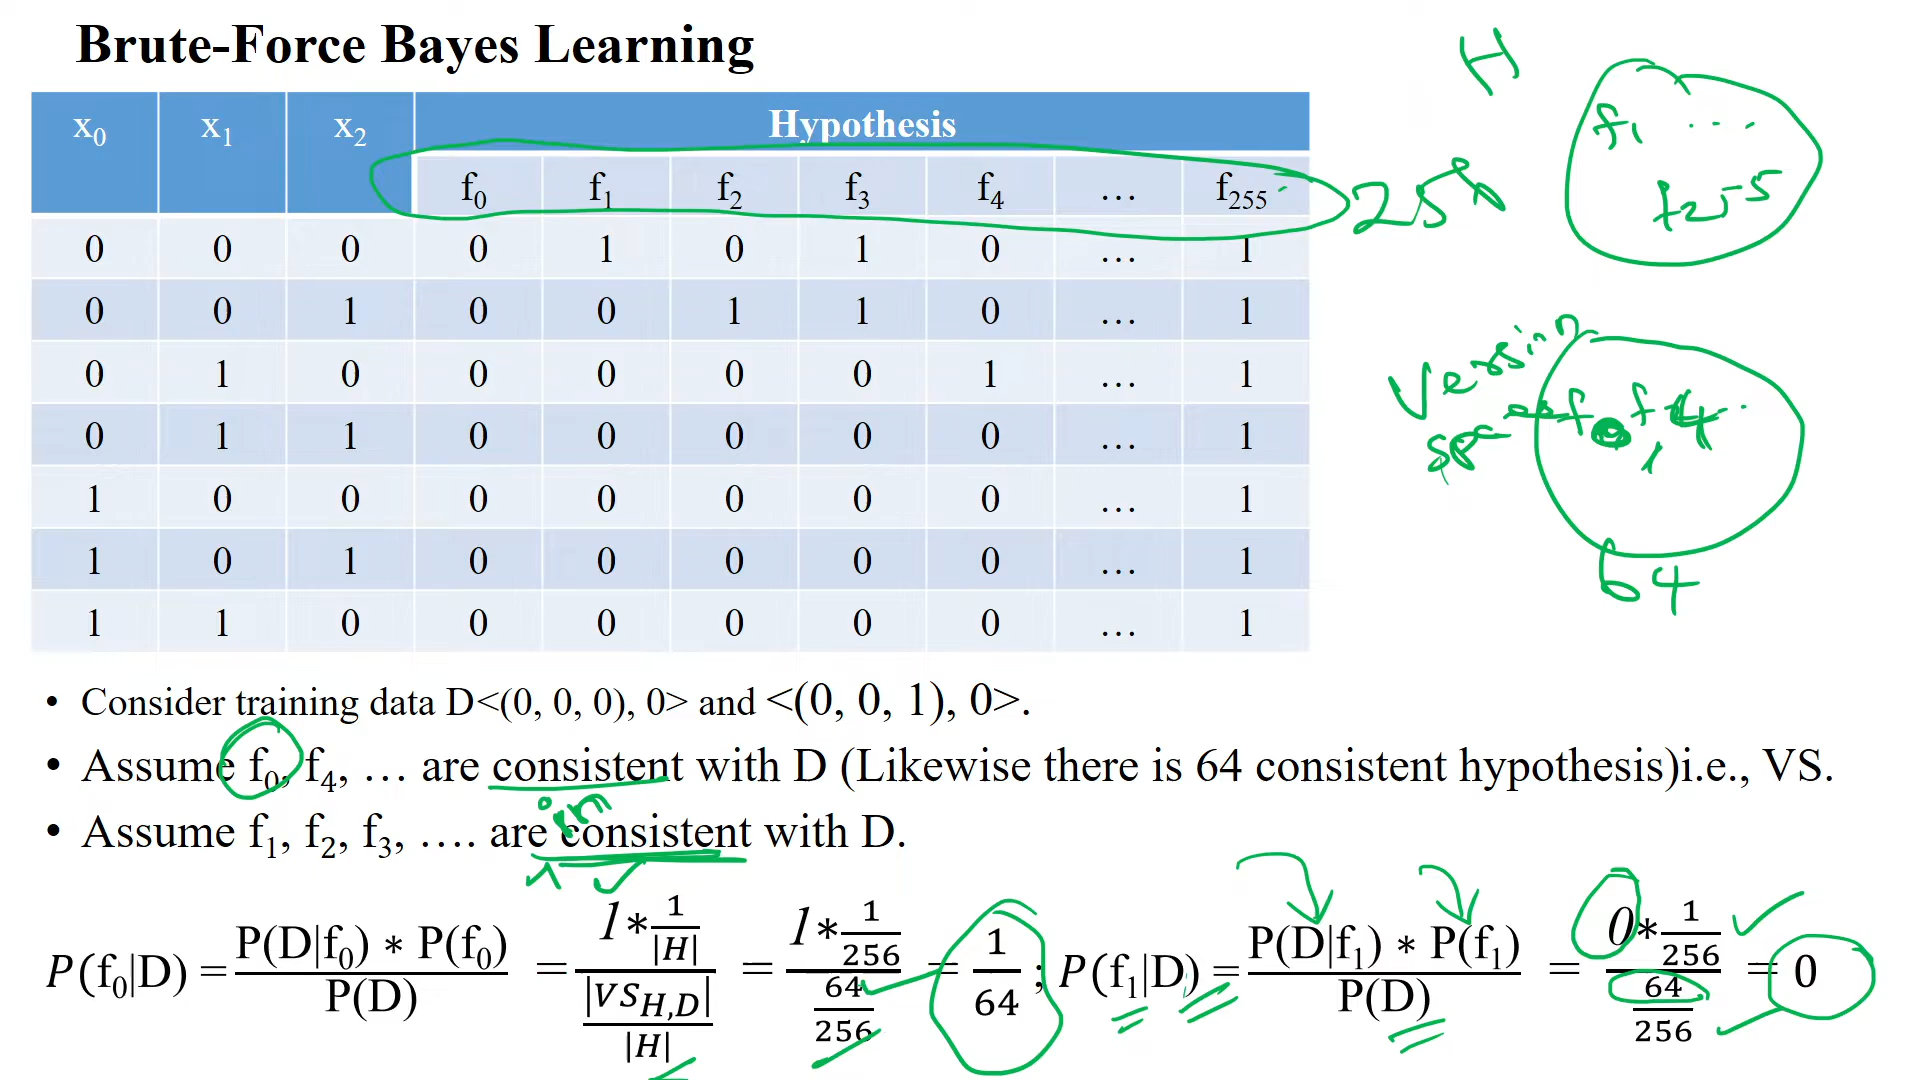 Brute-Force Bayes Learning
H
x₀ x₁ x₂ Hypothesis
f₁ ...
f₀ f₁ f₂ f₃ f₄ … f₂₅₅
256
f255
0 0 0 0 1 0 1 0 … 1
0 0 1 0 0 1 1 0 … 1
Version
0 1 0 0 0 0 0 1 … 1
0 1 1 0 0 0 0 0 … 1
1 0 0 0 0 0 0 0 … 1
1 0 1 0 0 0 0 0 … 1
64
1 1 0 0 0 0 0 0 … 1
• Consider training data D<(0, 0, 0), 0> and <(0, 0, 1), 0>.
• Assume f₀, f₄, … are consistent with D (Likewise there is 64 consistent hypothesis)i.e., VS.
in
• Assume f₁, f₂, f₃, …. are consistent with D.
P(f₀|D) = (P(D|f₀) * P(f₀))/P(D) = (1*1/|H|)/(|VS_H,D|/|H|) = (1*1/256)/(64/256) = 1/64 ; P(f₁|D) = (P(D|f₁) * P(f₁))/P(D) = (0*1/256)/(64/256) = 0